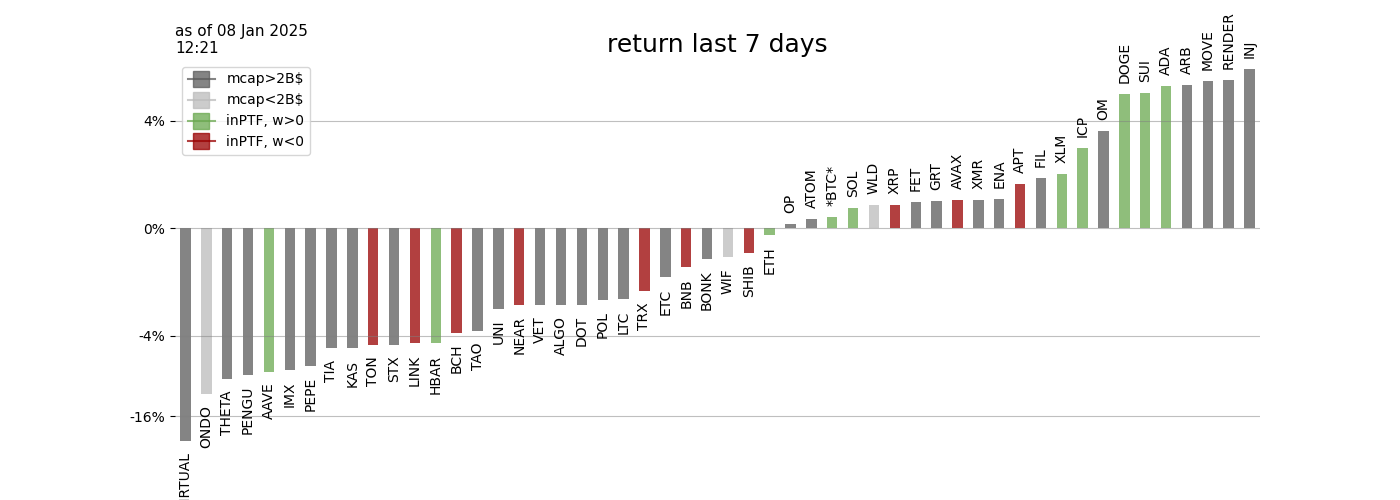 as of 08 Jan 2025
12:21
return last 7 days
mcap>2B$
mcap<2B$
inPTF, w>0
inPTF, w<0
4%
0%
-4%
-16%
RTUAL
ONDO
THETA
PENGU
AAVE
IMX
PEPE
TIA
KAS
TON
STX
LINK
HBAR
BCH
TAO
UNI
NEAR
VET
ALGO
DOT
POL
LTC
TRX
ETC
BNB
BONK
WIF
SHIB
ETH
OP
ATOM
*BTC*
SOL
WLD
XRP
FET
GRT
AVAX
XMR
ENA
APT
FIL
XLM
ICP
OM
DOGE
SUI
ADA
ARB
MOVE
RENDER
INJ